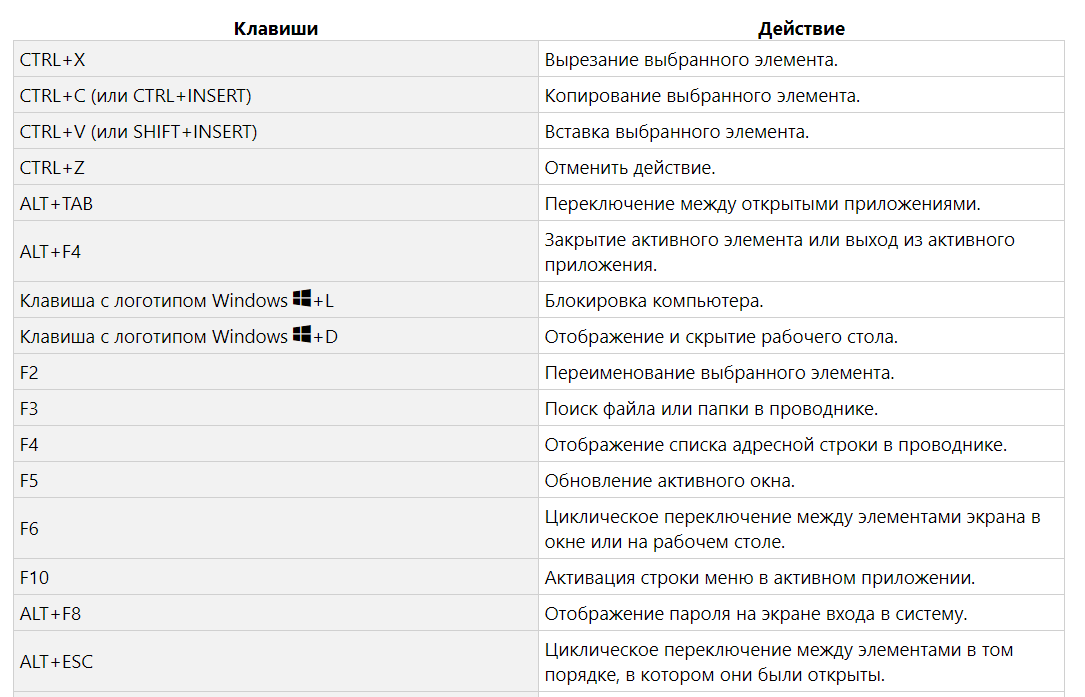 Клавиши Действие
CTRL+X Вырезание выбранного элемента.
CTRL+C (или CTRL+INSERT) Копирование выбранного элемента.
CTRL+V (или SHIFT+INSERT) Вставка выбранного элемента.
CTRL+Z Отменить действие.
ALT+TAB Переключение между открытыми приложениями.
ALT+F4 Закрытие активного элемента или выход из активного
приложения.
Клавиша с логотипом Windows +L Блокировка компьютера.
Клавиша с логотипом Windows +D Отображение и скрытие рабочего стола.
F2 Переименование выбранного элемента.
F3 Поиск файла или папки в проводнике.
F4 Отображение списка адресной строки в проводнике.
F5 Обновление активного окна.
F6 Циклическое переключение между элементами экрана в
окне или на рабочем столе.
F10 Активация строки меню в активном приложении.
ALT+F8 Отображение пароля на экране входа в систему.
ALT+ESC Циклическое переключение между элементами в том
порядке, в котором они были открыты.